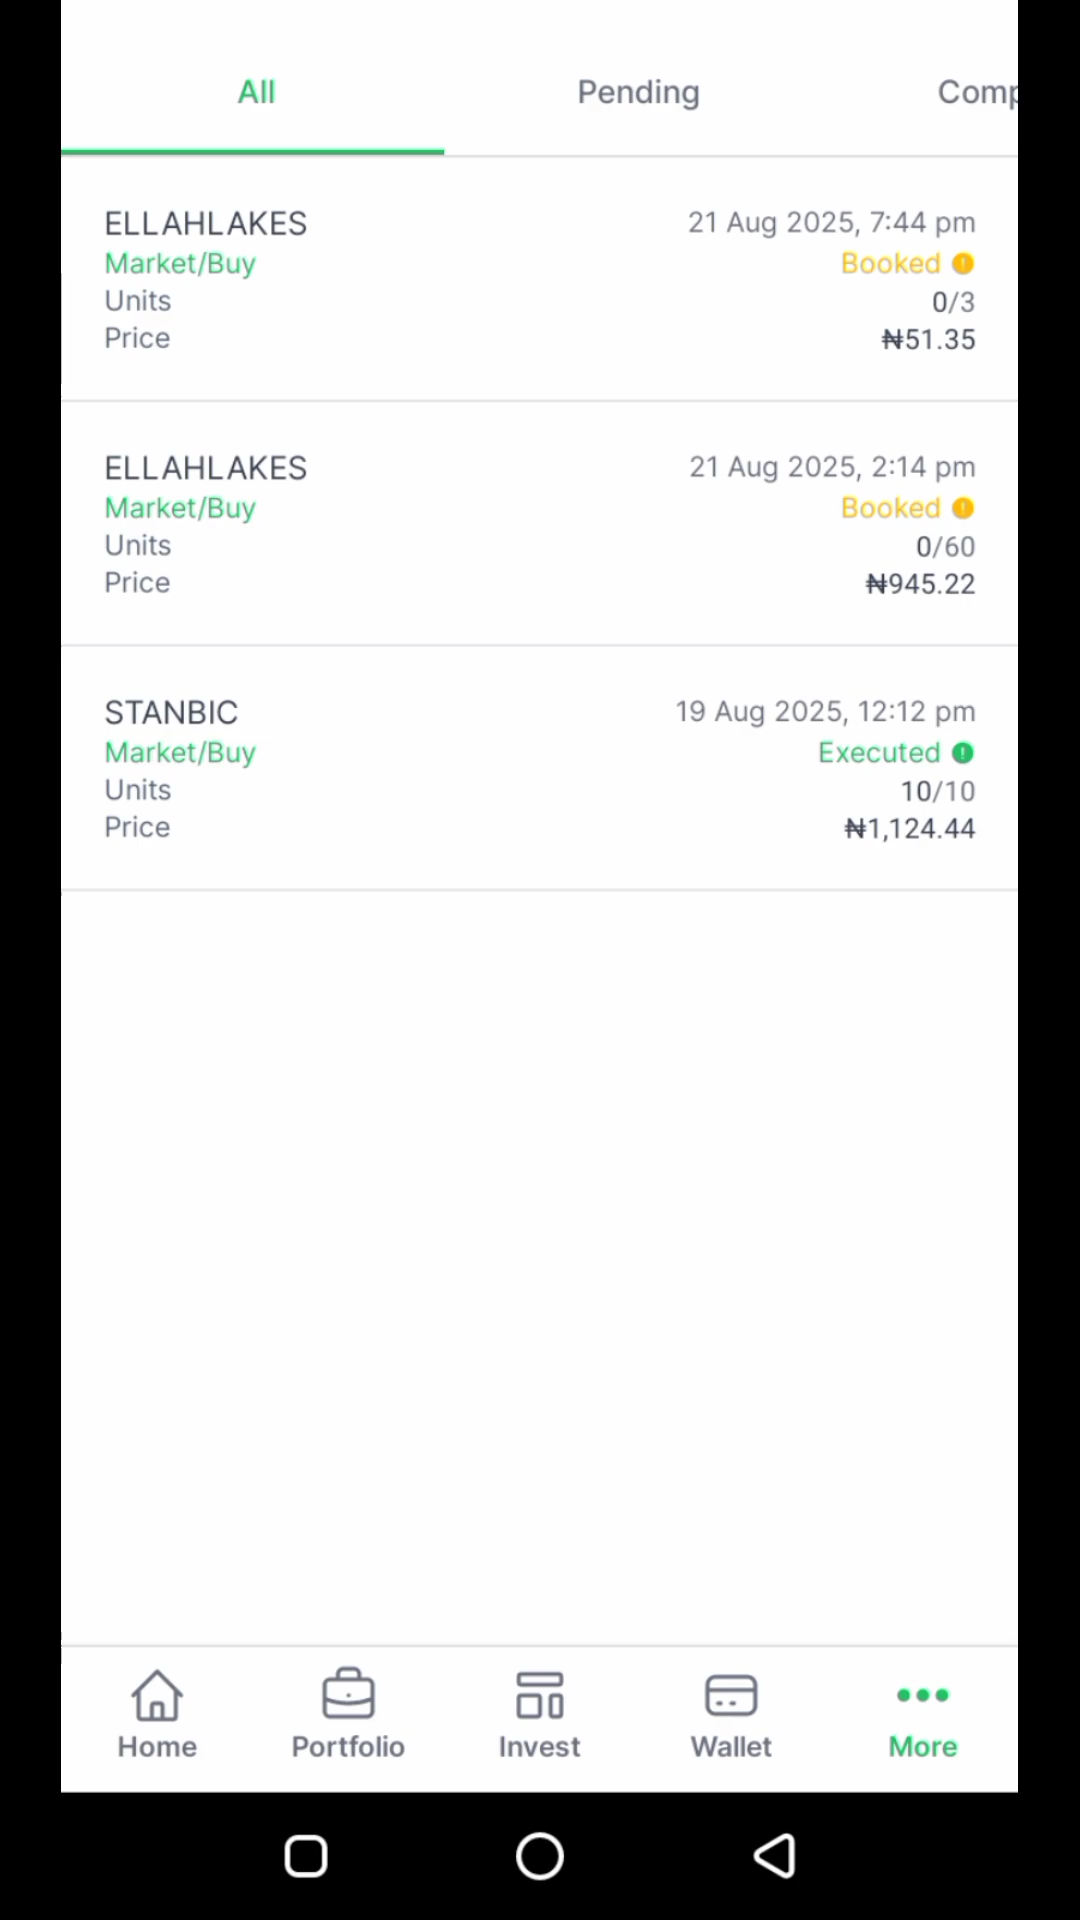 All Pending Comp
ELLAHLAKES 21 Aug 2025, 7:44 pm
Market/Buy Booked
Units 0/3
Price ₦51.35
ELLAHLAKES 21 Aug 2025, 2:14 pm
Market/Buy Booked
Units 0/60
Price ₦945.22
STANBIC 19 Aug 2025, 12:12 pm
Market/Buy Executed
Units 10/10
Price ₦1,124.44
Home Portfolio Invest Wallet More